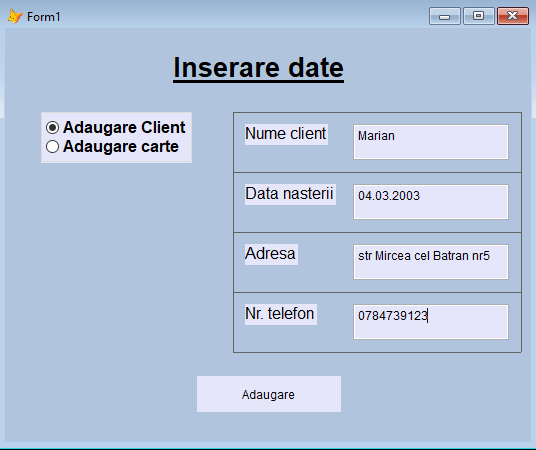 Form1
Inserare date
Adaugare Client
Adaugare carte
Nume client Marian
Data nasterii 04.03.2003
Adresa str Mircea cel Batran nr5
Nr. telefon 0784739123
Adaugare